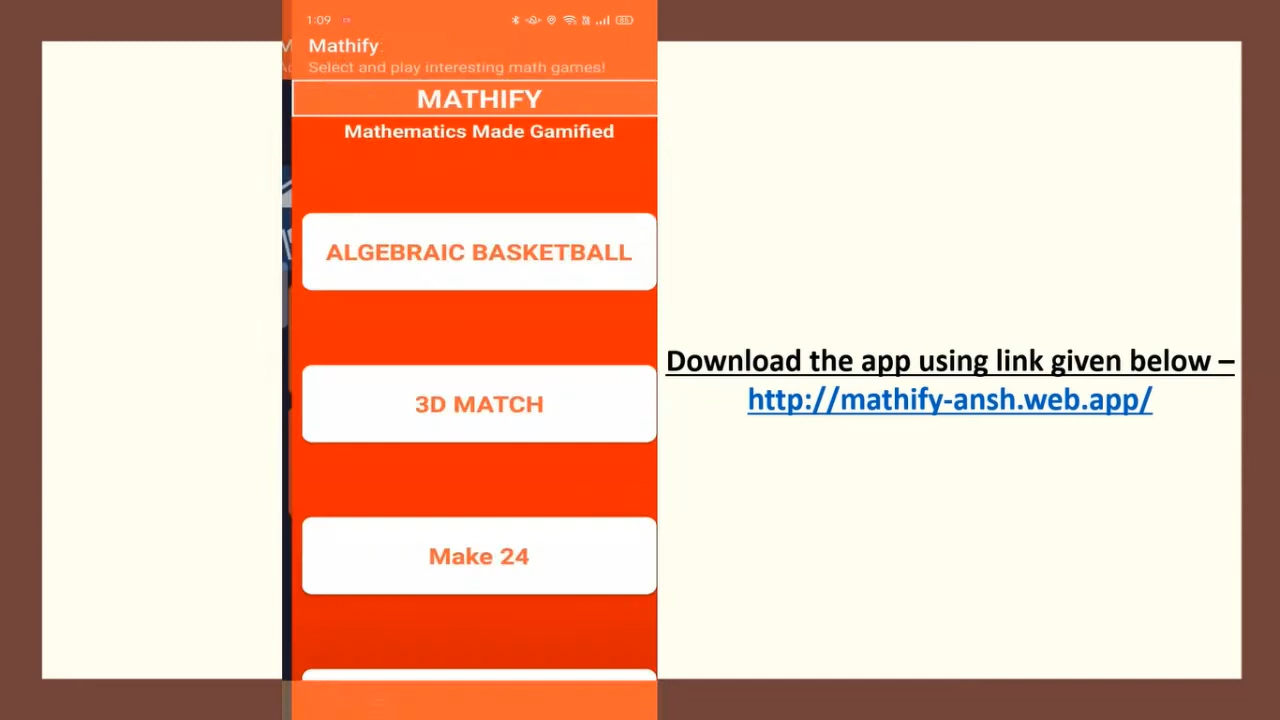 1:09
Mathify
Select and play interesting math games!
MATHIFY
Mathematics Made Gamified
ALGEBRAIC BASKETBALL
3D MATCH
Make 24
Download the app using link given below –
http://mathify-ansh.web.app/